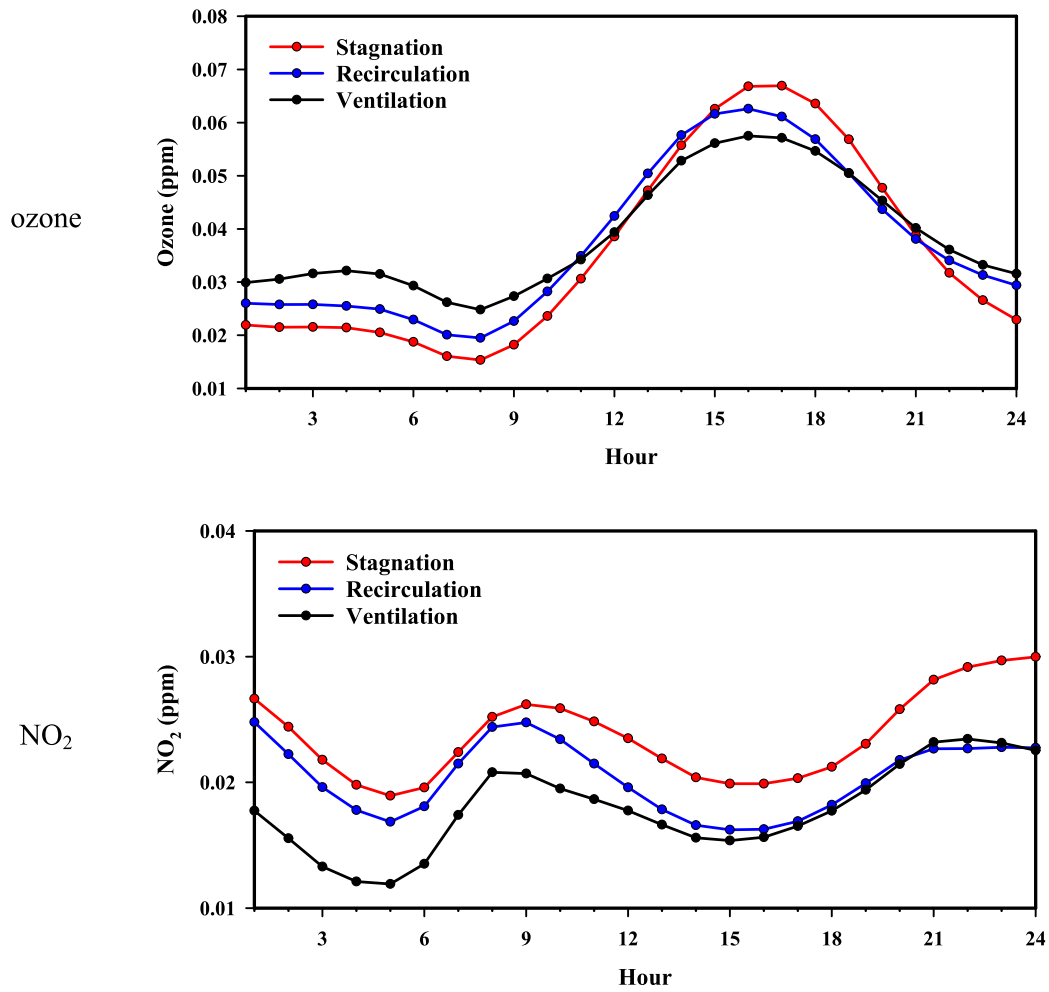 0.08
0.07
0.06
0.05
0.04
0.03
0.02
0.01
Ozone (ppm)
ozone
Stagnation
Recirculation
Ventilation
3 6 9 12 15 18 21 24
Hour
0.04
0.03
0.02
0.01
NO₂ (ppm)
NO₂
Stagnation
Recirculation
Ventilation
3 6 9 12 15 18 21 24
Hour